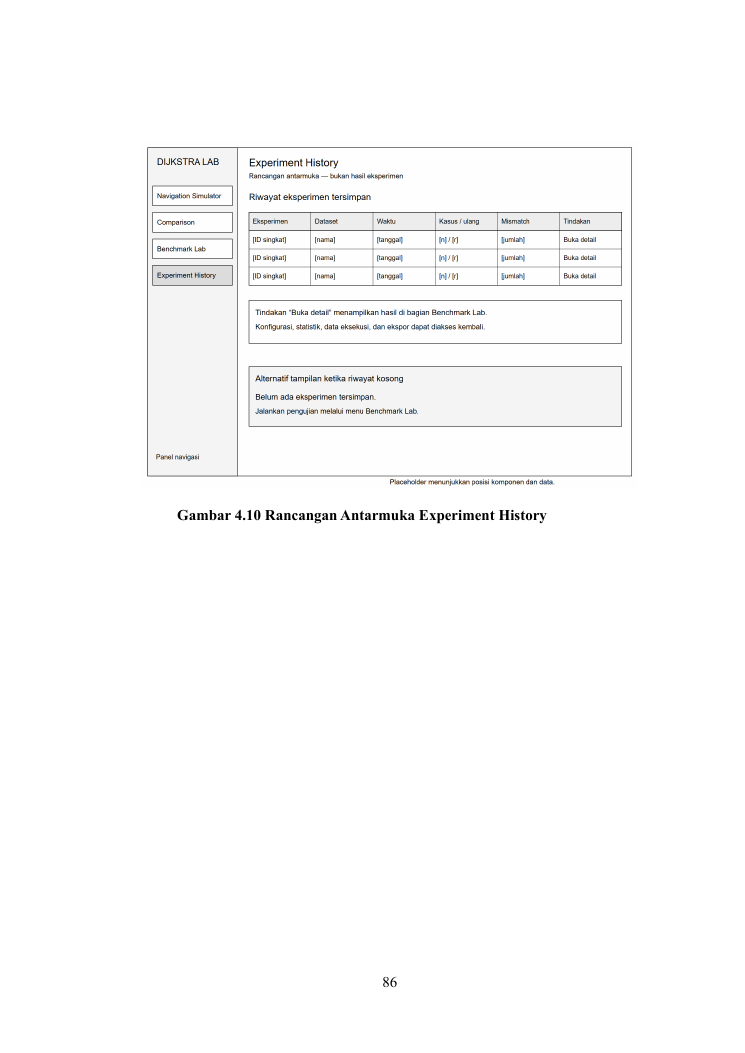 DIJKSTRA LAB
Navigation Simulator
Comparison
Benchmark Lab
Experiment History
Panel navigasi
Experiment History
Rancangan antarmuka — bukan hasil eksperimen
Riwayat eksperimen tersimpan
Eksperimen Dataset Waktu Kasus / ulang Mismatch Tindakan
[ID singkat] [nama] [tanggal] [n] / [r] [jumlah] Buka detail
[ID singkat] [nama] [tanggal] [n] / [r] [jumlah] Buka detail
[ID singkat] [nama] [tanggal] [n] / [r] [jumlah] Buka detail
Tindakan "Buka detail" menampilkan hasil di bagian Benchmark Lab.
Konfigurasi, statistik, data eksekusi, dan ekspor dapat diakses kembali.
Alternatif tampilan ketika riwayat kosong
Belum ada eksperimen tersimpan.
Jalankan pengujian melalui menu Benchmark Lab.
Placeholder menunjukkan posisi komponen dan data.
Gambar 4.10 Rancangan Antarmuka Experiment History
86